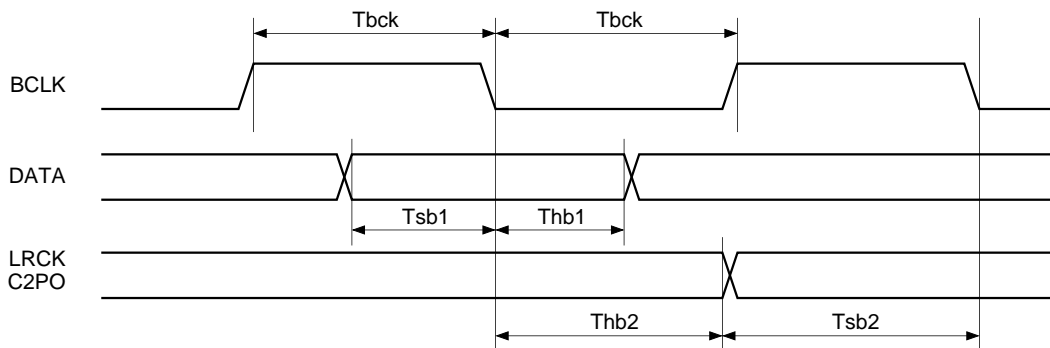 Tbck Tbck
BCLK
DATA
Tsb1 Thb1
LRCK
C2PO
Thb2 Tsb2